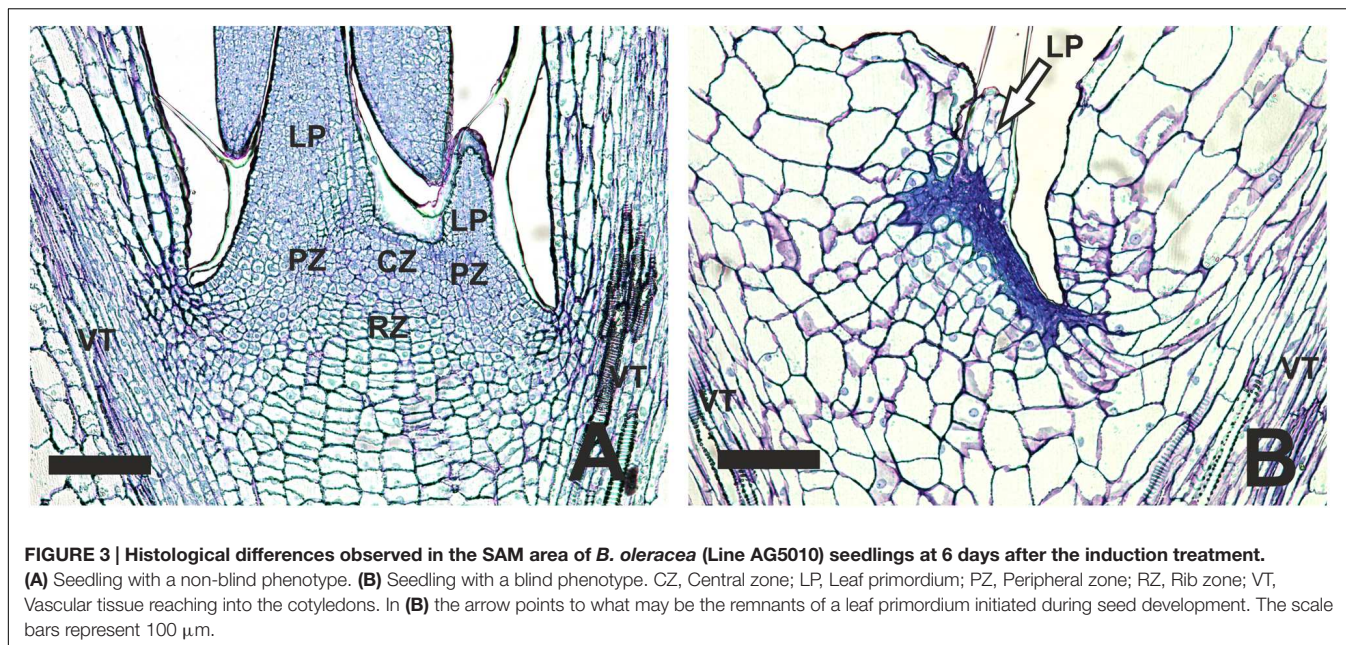 LP
LP
PZ
CZ
PZ
RZ
VT
VT
A
LP
VT
VT
B
FIGURE 3 | Histological differences observed in the SAM area of B. oleracea (Line AG5010) seedlings at 6 days after the induction treatment.
(A) Seedling with a non-blind phenotype. (B) Seedling with a blind phenotype. CZ, Central zone; LP, Leaf primordium; PZ, Peripheral zone; RZ, Rib zone; VT,
Vascular tissue reaching into the cotyledons. In (B) the arrow points to what may be the remnants of a leaf primordium initiated during seed development. The scale
bars represent 100 μm.